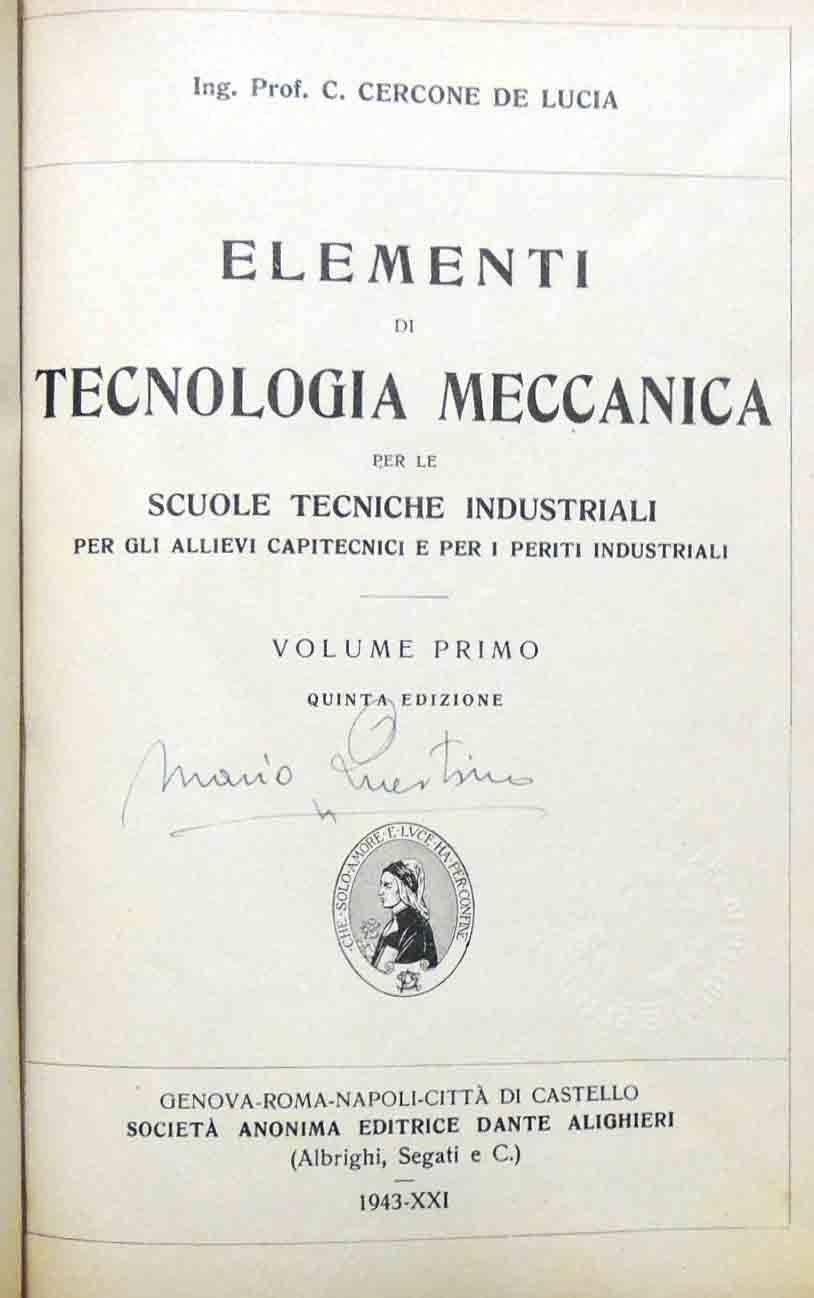 Ing. Prof. C. CERCONE DE LUCIA
ELEMENTI
DI
TECNOLOGIA MECCANICA
PER LE
SCUOLE TECNICHE INDUSTRIALI
PER GLI ALLIEVI CAPITECNICI E PER I PERITI INDUSTRIALI
VOLUME PRIMO
QUINTA EDIZIONE
Mario
·CHE·SOLO·AMORE·E·LVCE·HA·PER·CONFINE·
GENOVA-ROMA-NAPOLI-CITTÀ DI CASTELLO
SOCIETÀ ANONIMA EDITRICE DANTE ALIGHIERI
(Albrighi, Segati e C.)
1943-XXI